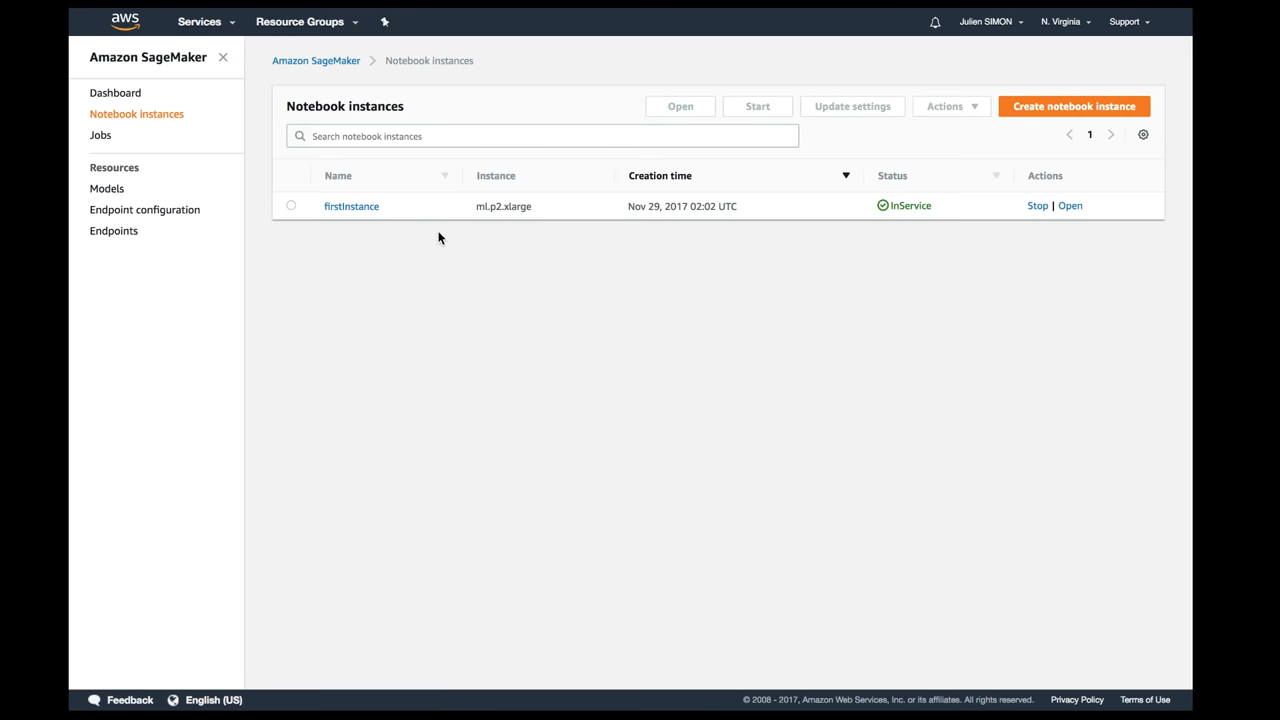 aws Services Resource Groups Julien SIMON N. Virginia Support
Amazon SageMaker
Dashboard
Notebook instances
Jobs
Resources
Models
Endpoint configuration
Endpoints
Amazon SageMaker > Notebook instances
Notebook instances Open Start Update settings Actions Create notebook instance
Search notebook instances 1
Name Instance Creation time Status Actions
firstInstance ml.p2.xlarge Nov 29, 2017 02:02 UTC InService Stop | Open
Feedback English (US) © 2008 - 2017, Amazon Web Services, Inc. or its affiliates. All rights reserved. Privacy Policy Terms of Use